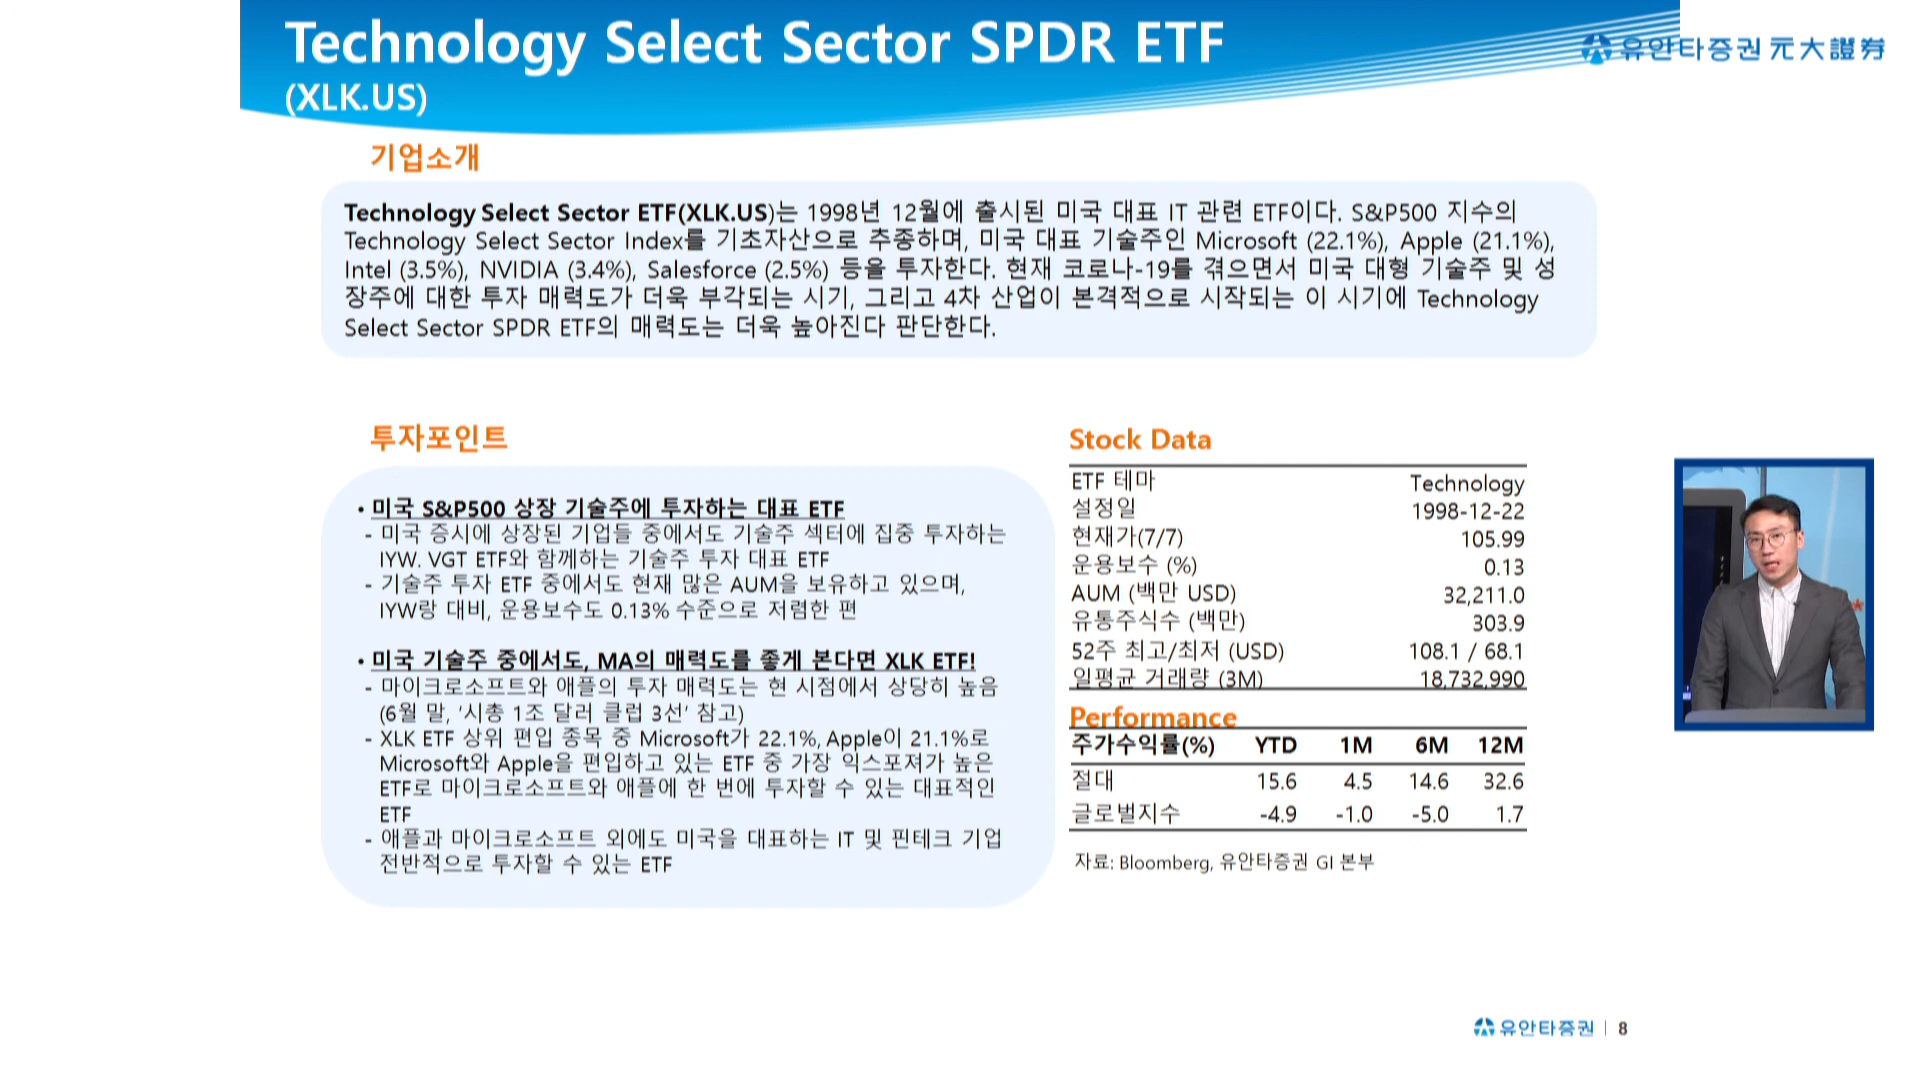 Technology Select Sector SPDR ETF
(XLK.US)
유안타증권 元大證券
기업소개
Technology Select Sector ETF(XLK.US)는 1998년 12월에 출시된 미국 대표 IT 관련 ETF이다. S&P500 지수의
Technology Select Sector Index를 기초자산으로 추종하며, 미국 대표 기술주인 Microsoft (22.1%), Apple (21.1%),
Intel (3.5%), NVIDIA (3.4%), Salesforce (2.5%) 등을 투자한다. 현재 코로나-19를 겪으면서 미국 대형 기술주 및 성
장주에 대한 투자 매력도가 더욱 부각되는 시기, 그리고 4차 산업이 본격적으로 시작되는 이 시기에 Technology
Select Sector SPDR ETF의 매력도는 더욱 높아진다 판단한다.
투자포인트
• 미국 S&P500 상장 기술주에 투자하는 대표 ETF
- 미국 증시에 상장된 기업들 중에서도 기술주 섹터에 집중 투자하는
IYW. VGT ETF와 함께하는 기술주 투자 대표 ETF
- 기술주 투자 ETF 중에서도 현재 많은 AUM을 보유하고 있으며,
IYW랑 대비, 운용보수도 0.13% 수준으로 저렴한 편
• 미국 기술주 중에서도, MA의 매력도를 좋게 본다면 XLK ETF!
- 마이크로소프트와 애플의 투자 매력도는 현 시점에서 상당히 높음
(6월 말, ‘시총 1조 달러 클럽 3선’ 참고)
- XLK ETF 상위 편입 종목 중 Microsoft가 22.1%, Apple이 21.1%로
Microsoft와 Apple을 편입하고 있는 ETF 중 가장 익스포져가 높은
ETF로 마이크로소프트와 애플에 한 번에 투자할 수 있는 대표적인
ETF
- 애플과 마이크로소프트 외에도 미국을 대표하는 IT 및 핀테크 기업
전반적으로 투자할 수 있는 ETF
Stock Data
ETF 테마 Technology
설정일 1998-12-22
현재가(7/7) 105.99
운용보수 (%) 0.13
AUM (백만 USD) 32,211.0
유통주식수 (백만) 303.9
52주 최고/최저 (USD) 108.1 / 68.1
일평균 거래량 (3M) 18,732,990
Performance
주가수익률(%) YTD 1M 6M 12M
절대 15.6 4.5 14.6 32.6
글로벌지수 -4.9 -1.0 -5.0 1.7
자료: Bloomberg, 유안타증권 GI 본부
유안타증권 | 8